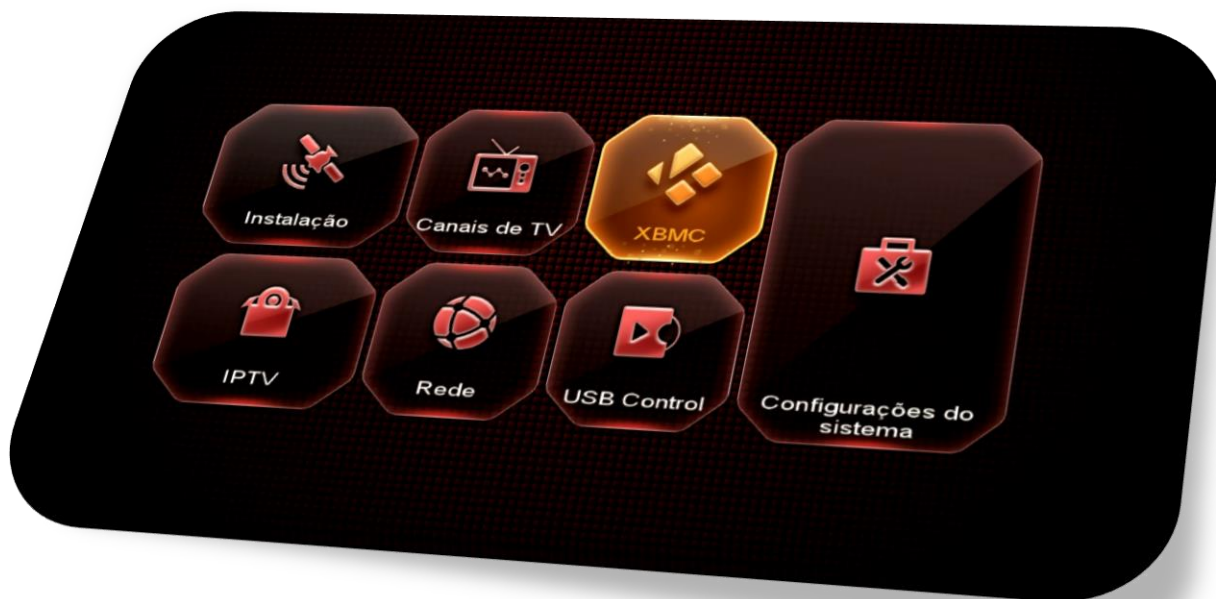 Instalação
Canais de TV
XBMC
IPTV
Rede
USB Control
Configurações do
sistema